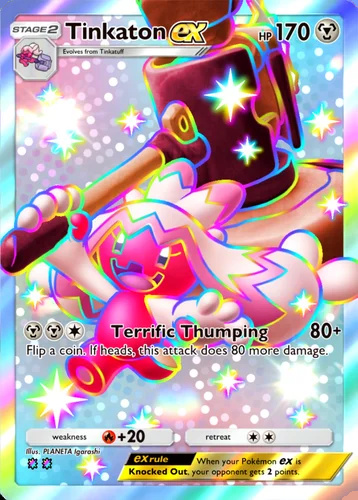 STAGE 2 Tinkaton ex HP 170
Evolves from Tinkatuff
Terrific Thumping 80+
Flip a coin. If heads, this attack does 80 more damage.
weakness +20 retreat
Illus. PLANETA Igarashi
ex rule When your Pokémon ex is
Knocked Out, your opponent gets 2 points.